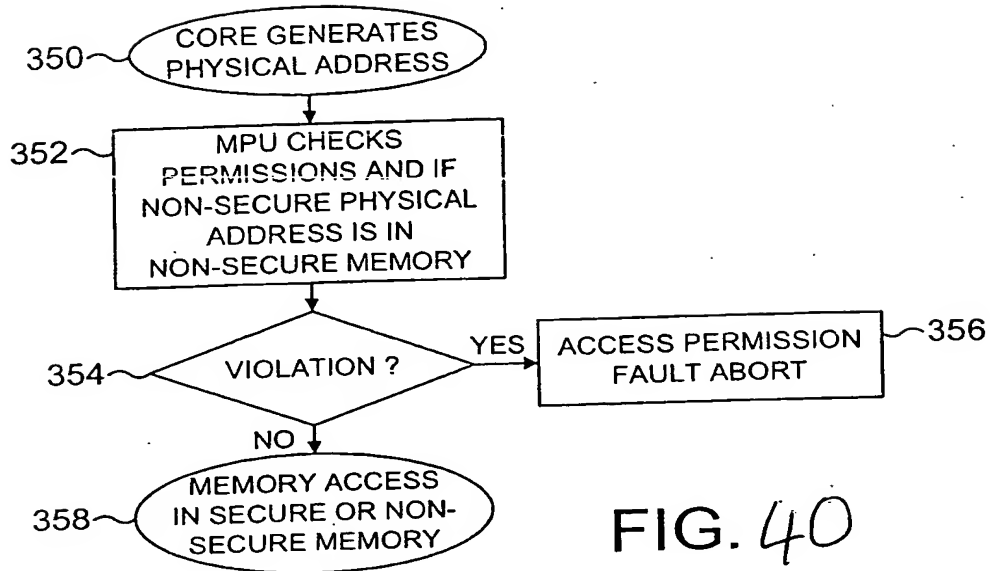 350
CORE GENERATES
PHYSICAL ADDRESS
352
MPU CHECKS
PERMISSIONS AND IF
NON-SECURE PHYSICAL
ADDRESS IS IN
NON-SECURE MEMORY
354
VIOLATION ?
YES
ACCESS PERMISSION
FAULT ABORT
356
NO
358
MEMORY ACCESS
IN SECURE OR NON-
SECURE MEMORY
FIG. 40